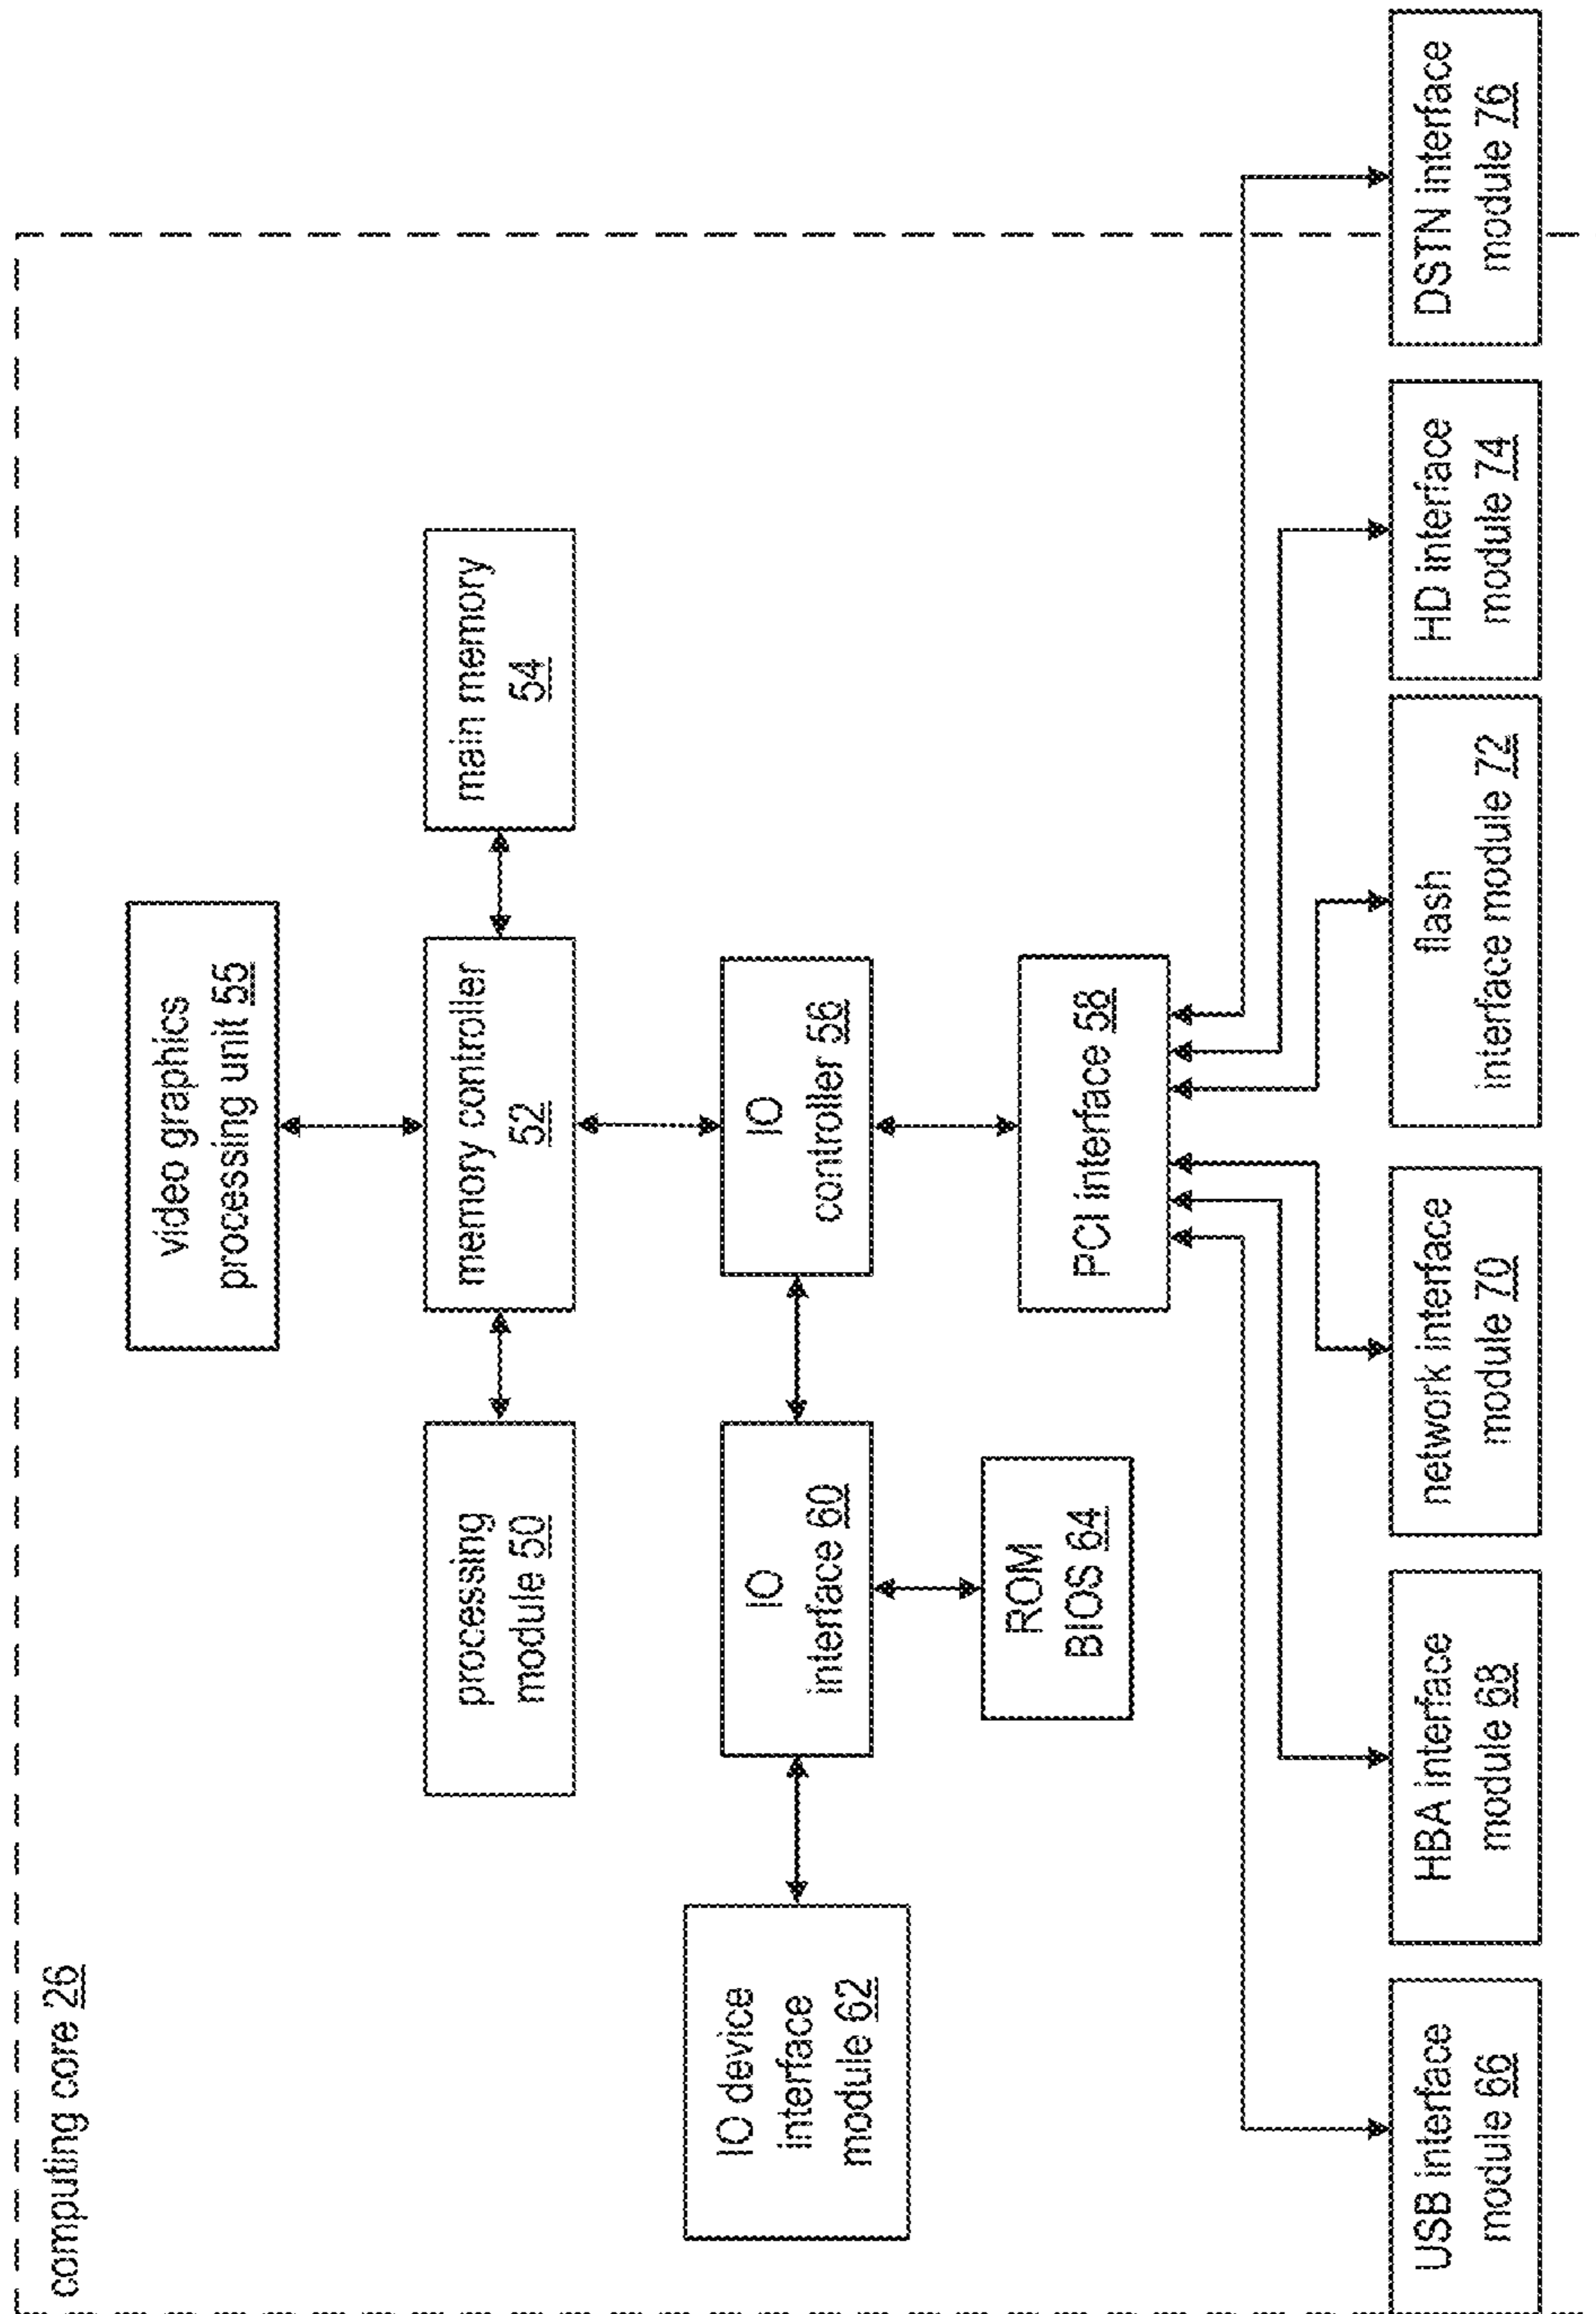 computing core 26
video graphics
processing unit 55
processing
module 50
memory controller
52
main memory
54
IO device
interface
module 62
IO
interface 60
IO
controller 56
ROM
BIOS 64
PCI interface 58
USB interface
module 66
HBA interface
module 68
network interface
module 70
flash
interface module 72
HD interface
module 74
DSTN interface
module 76